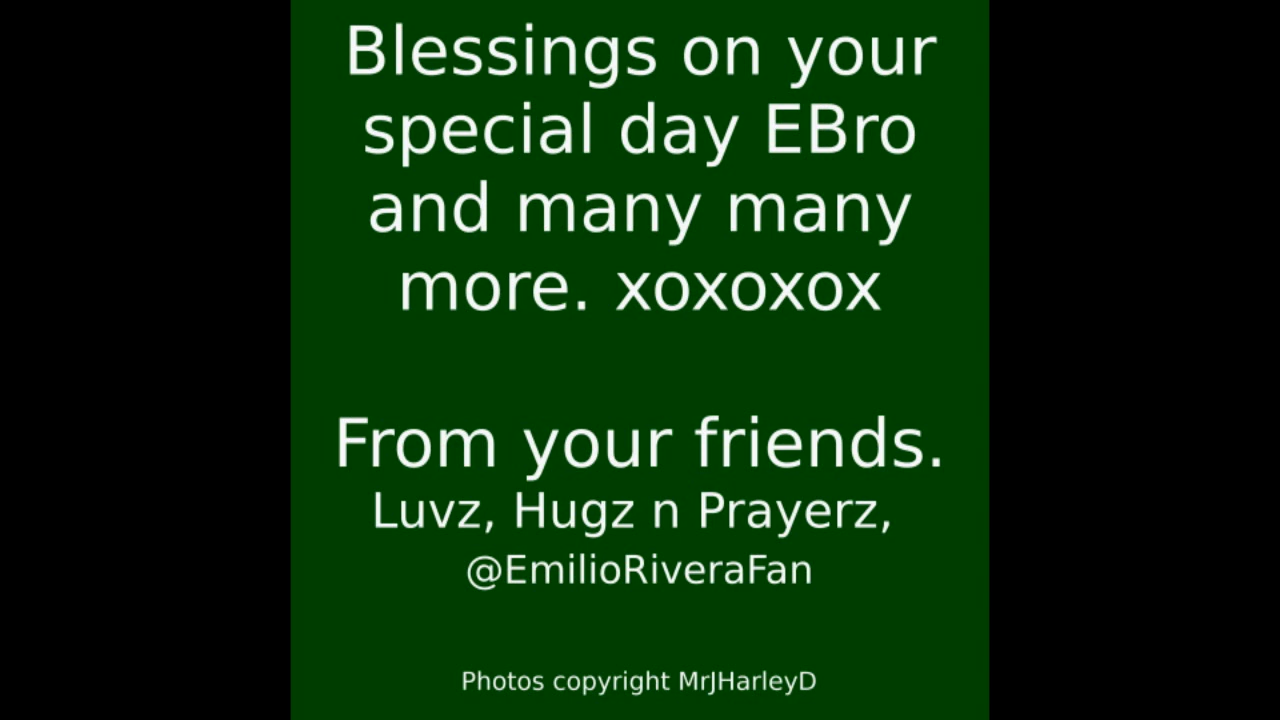 Blessings on your
special day EBro
and many many
more. xoxoxox
From your friends.
Luvz, Hugz n Prayerz,
@EmilioRiveraFan
Photos copyright MrJHarleyD